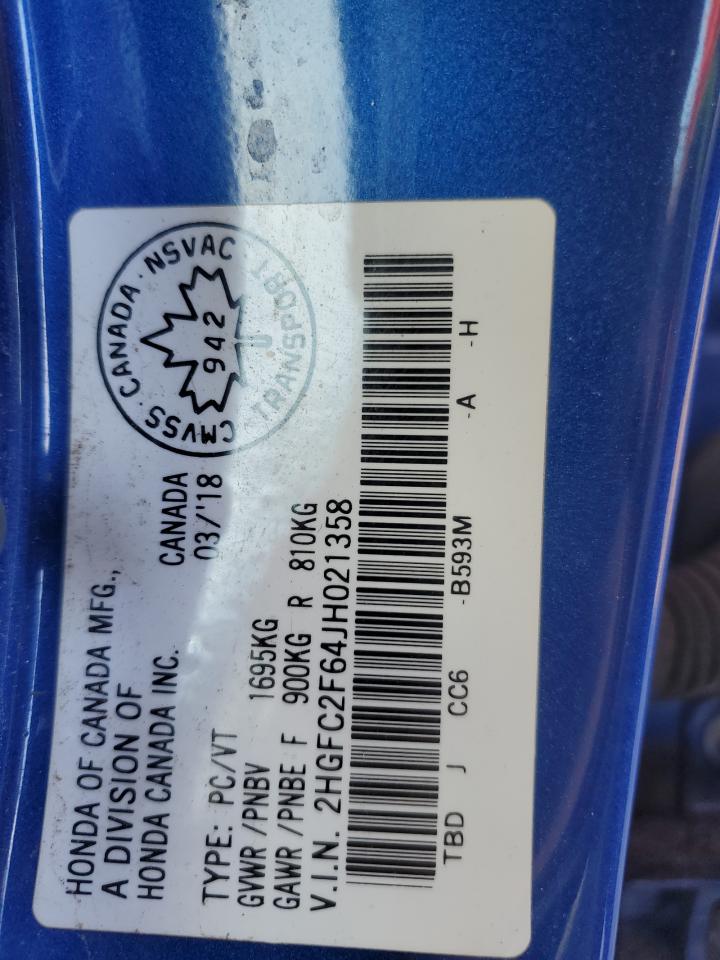 HONDA OF CANADA MFG.,
A DIVISION OF
HONDA CANADA INC.
CANADA
03/'18
CMVSS · CANADA · NSVAC
· TRANSPORT
942
TYPE: PC/VT
GVWR /PNBV 1695KG
GAWR /PNBE F 900KG R 810KG
V.I.N. 2HGFC2F64JH021358
TBD J CC6 -B593M -A -H